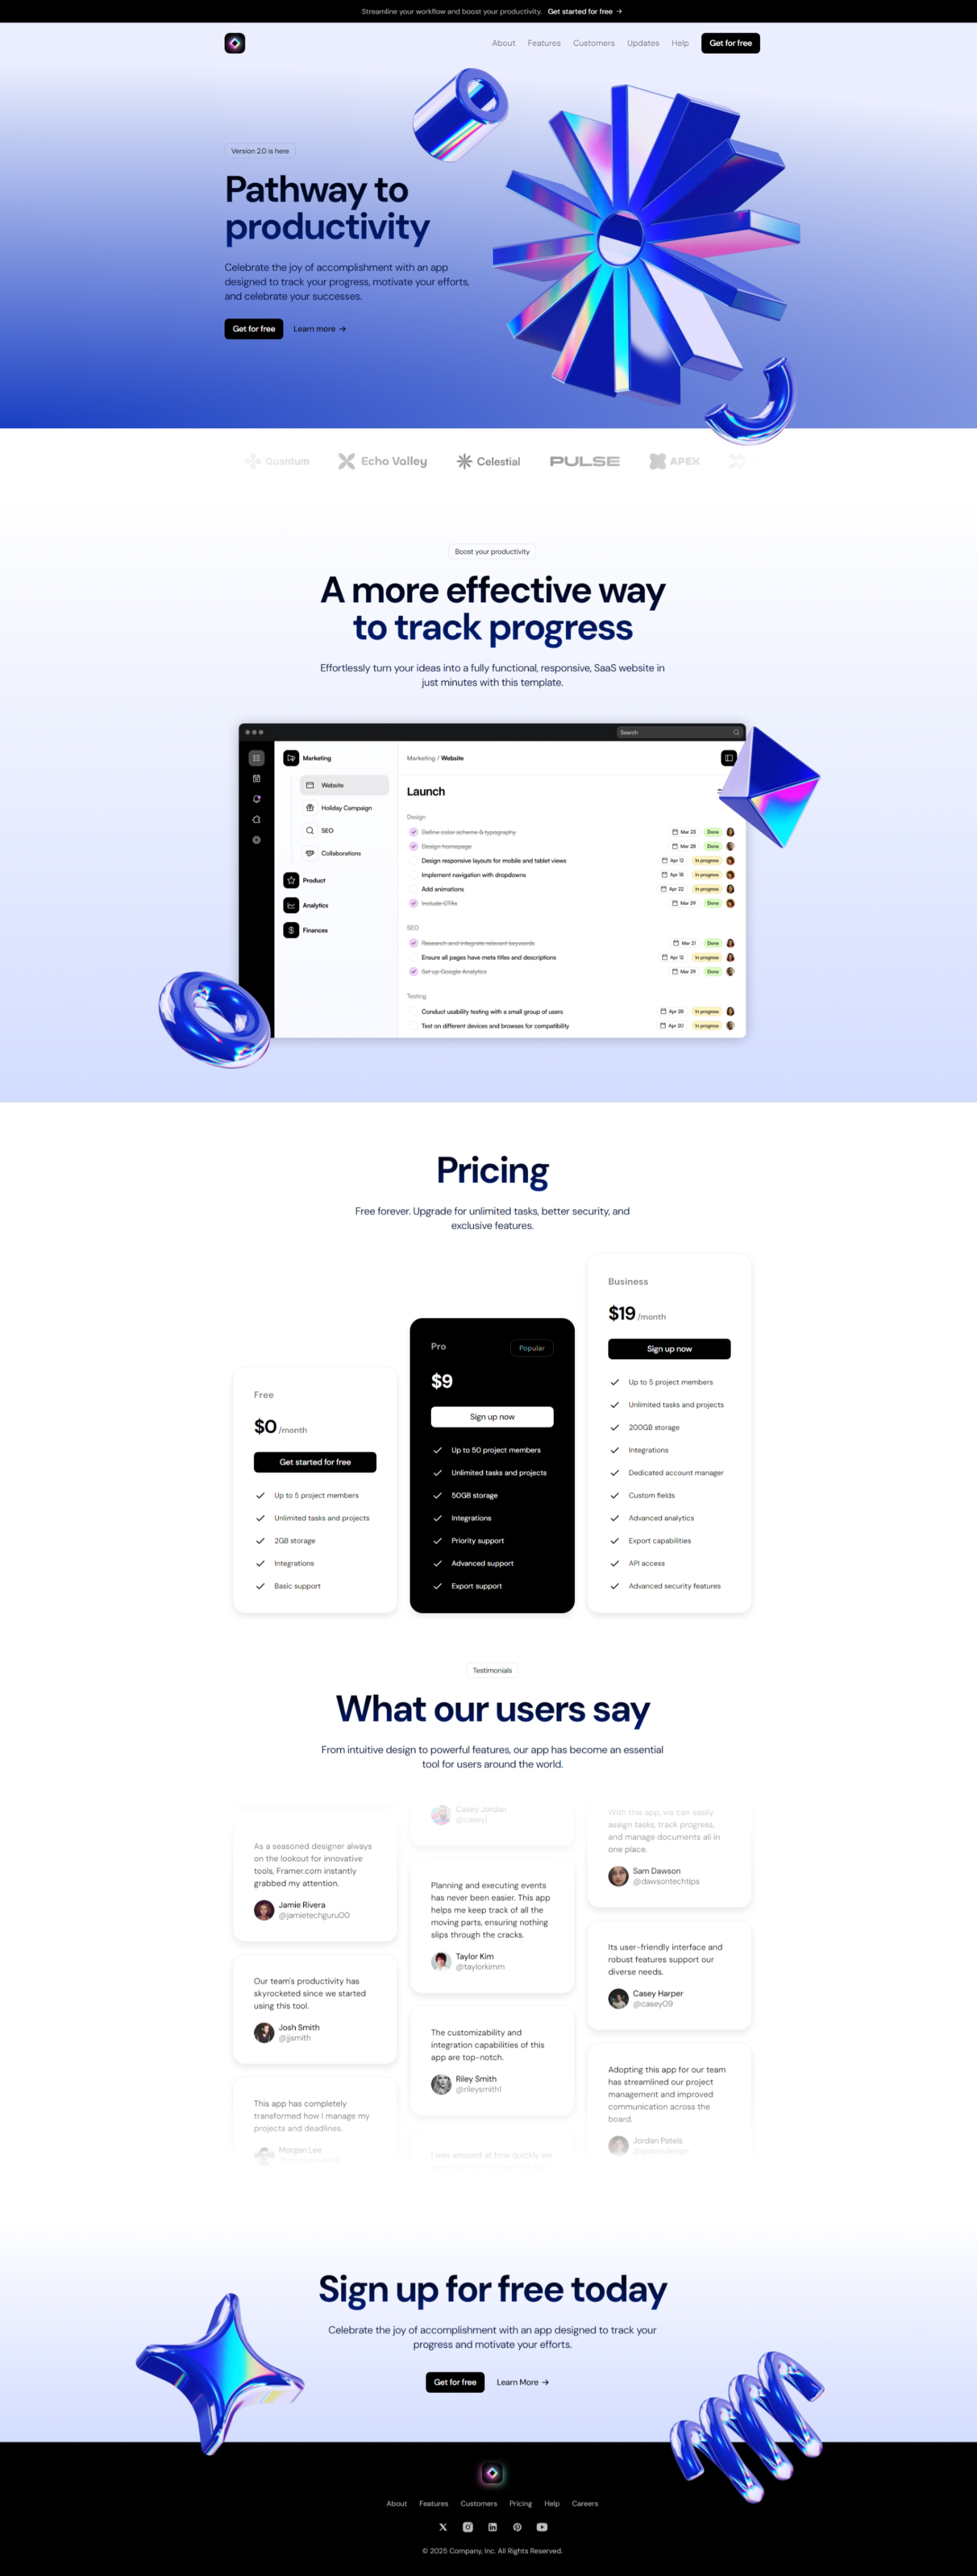 Streamline your workflow and boost your productivity. Get started for free →
About Features Customers Updates Help Get for free
Version 2.0 is here
Pathway to
productivity
Celebrate the joy of accomplishment with an app
designed to track your progress, motivate your efforts,
and celebrate your successes.
Get for free Learn more →
Quantum Echo Valley Celestial PULSE APEX
Boost your productivity
A more effective way
to track progress
Effortlessly turn your ideas into a fully functional, responsive, SaaS website in
just minutes with this template.
Search
Marketing
Website
Holiday Campaign
SEO
Collaborations
Product
Analytics
Finances
Marketing / Website
Launch
Design
Define color scheme & typography Mar 23 Done
Design homepage Mar 28 Done
Design responsive layouts for mobile and tablet views Apr 12 In progress
Implement navigation with dropdowns Apr 18 In progress
Add animations Apr 22 In progress
Include CTAs Mar 29 Done
SEO
Research and integrate relevant keywords Mar 21 Done
Ensure all pages have meta titles and descriptions Apr 12 In progress
Set up Google Analytics Mar 29 Done
Testing
Conduct usability testing with a small group of users Apr 28 In progress
Test on different devices and browses for compatibility Apr 20 In progress
Pricing
Free forever. Upgrade for unlimited tasks, better security, and
exclusive features.
Free
$0 /month
Get started for free
Up to 5 project members
Unlimited tasks and projects
2GB storage
Integrations
Basic support
Pro Popular
$9
Sign up now
Up to 50 project members
Unlimited tasks and projects
50GB storage
Integrations
Priority support
Advanced support
Export support
Business
$19 /month
Sign up now
Up to 5 project members
Unlimited tasks and projects
200GB storage
Integrations
Dedicated account manager
Custom fields
Advanced analytics
Export capabilities
API access
Advanced security features
Testimonials
What our users say
From intuitive design to powerful features, our app has become an essential
tool for users around the world.
As a seasoned designer always
on the lookout for innovative
tools, Framer.com instantly
grabbed my attention.
Jamie Rivera
@jamietechguru00
Our team's productivity has
skyrocketed since we started
using this tool.
Josh Smith
@jjsmith
This app has completely
transformed how I manage my
projects and deadlines.
Morgan Lee
Casey Jordan
@caseyj
Planning and executing events
has never been easier. This app
helps me keep track of all the
moving parts, ensuring nothing
slips through the cracks.
Taylor Kim
@taylorkimm
The customizability and
integration capabilities of this
app are top-notch.
Riley Smith
@rileysmith1
I was amazed at how quickly we
With this app, we can easily
assign tasks, track progress,
and manage documents all in
one place.
Sam Dawson
@dawsontechtips
Its user-friendly interface and
robust features support our
diverse needs.
Casey Harper
@casey09
Adopting this app for our team
has streamlined our project
management and improved
communication across the
board.
Jordan Patels
Sign up for free today
Celebrate the joy of accomplishment with an app designed to track your
progress and motivate your efforts.
Get for free Learn More →
About Features Customers Pricing Help Careers
© 2025 Company, Inc. All Rights Reserved.